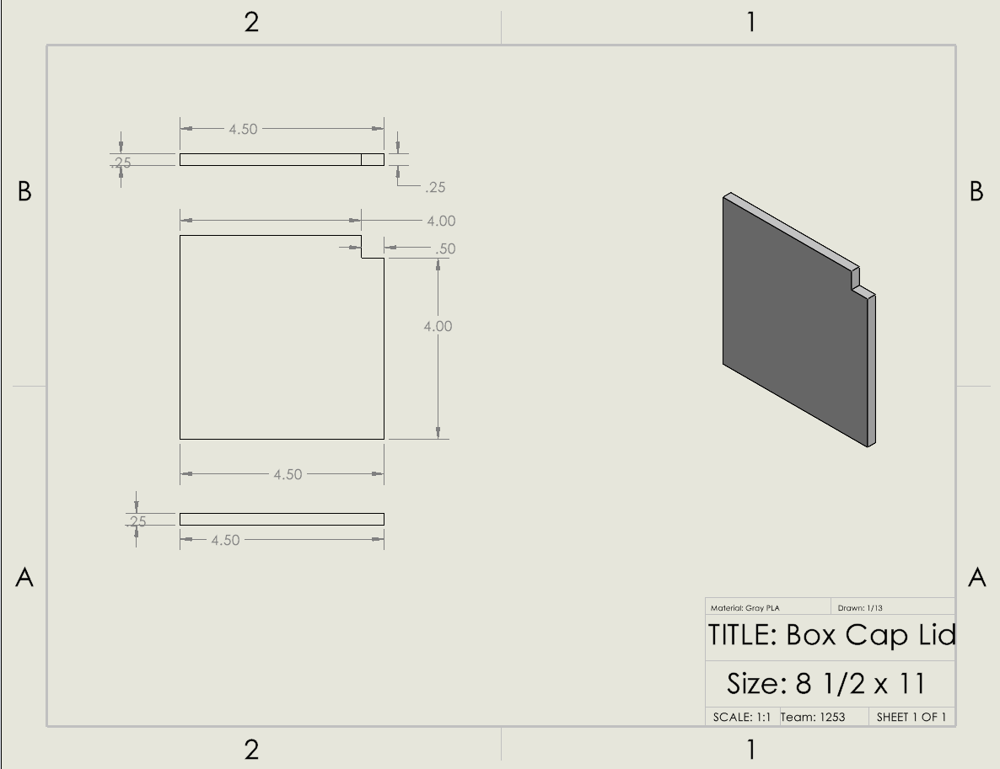 2 1
4.50
.25
.25
B B
4.00
.50
4.00
4.50
.25
4.50
A A
Material: Gray PLA Drawn: 1/13
TITLE: Box Cap Lid
Size: 8 1/2 x 11
SCALE: 1:1 Team: 1253 SHEET 1 OF 1
2 1